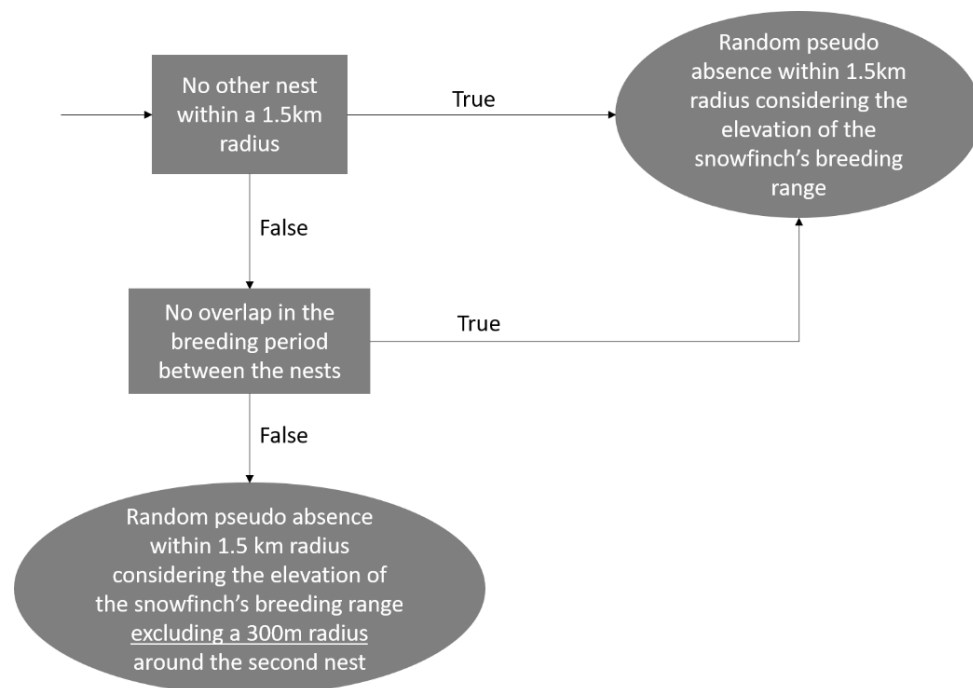 No other nest
within a 1.5km
radius
True
Random pseudo
absence within 1.5km
radius considering the
elevation of the
snowfinch’s breeding
range
False
No overlap in the
breeding period
between the nests
True
False
Random pseudo absence
within 1.5 km radius
considering the elevation of
the snowfinch’s breeding range
excluding a 300m radius
around the second nest